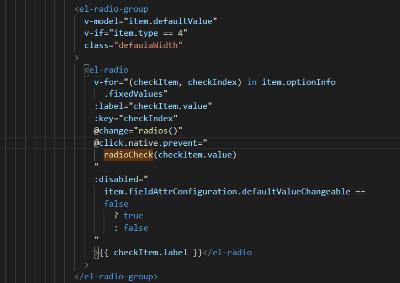 <el-radio-group
v-model="item.defaultValue"
v-if="item.type == 4"
class="defaulaWidth"
>
<el-radio
v-for="(checkItem, checkIndex) in item.optionInfo
.fixedValues"
:label="checkItem.value"
:key="checkIndex"
@change="radios()"
@click.native.prevent="
radioCheck(checkItem.value)
"
:disabled="
item.fieldAttrConfiguration.defaultValueChangeable ==
false
? true
: false
"
>{{ checkItem.label }}</el-radio
>
</el-radio-group>